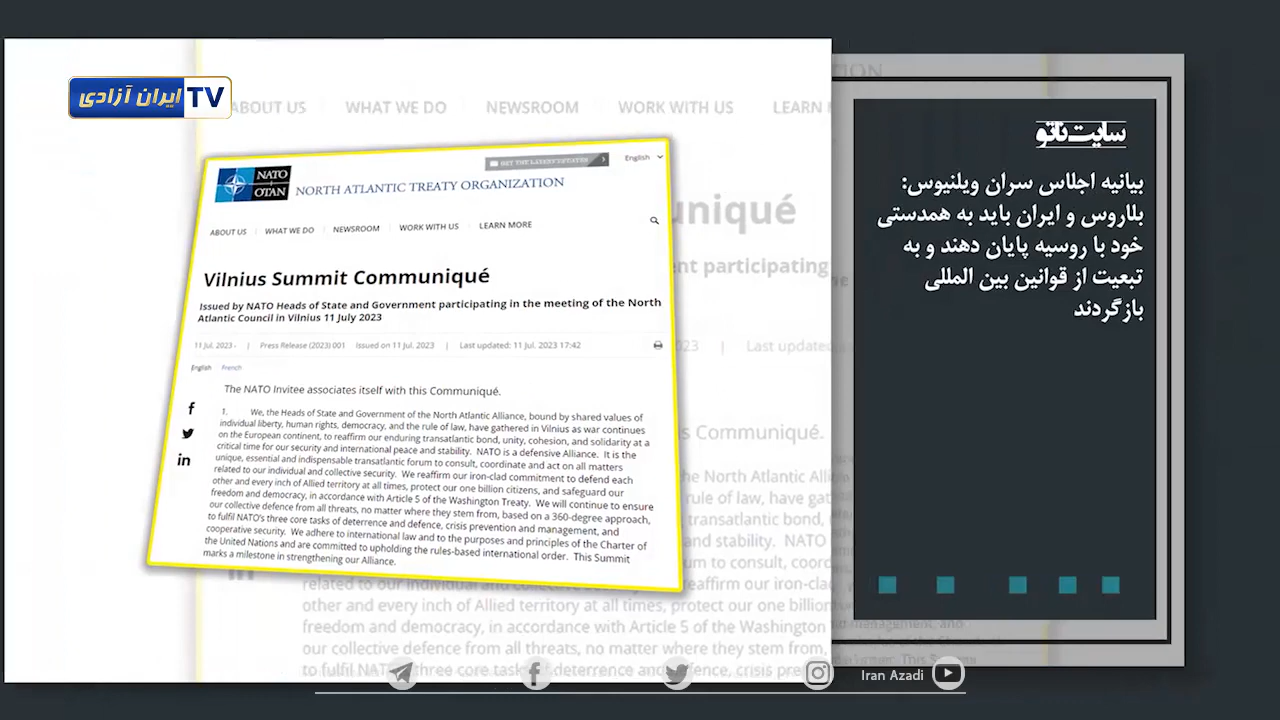 ایران آزادی TV
ABOUT US WHAT WE DO NEWSROOM WORK WITH US LEARN
NATO
OTAN
NORTH ATLANTIC TREATY ORGANIZATION
English
ABOUT US WHAT WE DO NEWSROOM WORK WITH US LEARN MORE
Vilnius Summit Communiqué
Issued by NATO Heads of State and Government participating in the meeting of the North
Atlantic Council in Vilnius 11 July 2023
11 Jul. 2023 - | Press Release (2023) 001 Issued on 11 Jul. 2023 | Last updated: 11 Jul. 2023 17:42
English French
The NATO Invitee associates itself with this Communiqué.
1. We, the Heads of State and Government of the North Atlantic Alliance, bound by shared values of
individual liberty, human rights, democracy, and the rule of law, have gathered in Vilnius as war continues
on the European continent, to reaffirm our enduring transatlantic bond, unity, cohesion, and solidarity at a
critical time for our security and international peace and stability. NATO is a defensive Alliance. It is the
unique, essential and indispensable transatlantic forum to consult, coordinate and act on all matters
related to our individual and collective security. We reaffirm our iron-clad commitment to defend each
other and every inch of Allied territory at all times, protect our one billion citizens, and safeguard our
freedom and democracy, in accordance with Article 5 of the Washington Treaty. We will continue to ensure
our collective defence from all threats, no matter where they stem from, based on a 360-degree approach,
to fulfil NATO's three core tasks of deterrence and defence, crisis prevention and management, and
cooperative security. We adhere to international law and to the purposes and principles of the Charter of
the United Nations and are committed to upholding the rules-based international order. This Summit
marks a milestone in strengthening our Alliance.
سایت ناتو
بیانیه اجلاس سران ویلنیوس:
بلاروس و ایران باید به همدستی
خود با روسیه پایان دهند و به
تبعیت از قوانین بین المللی
بازگردند
Iran Azadi